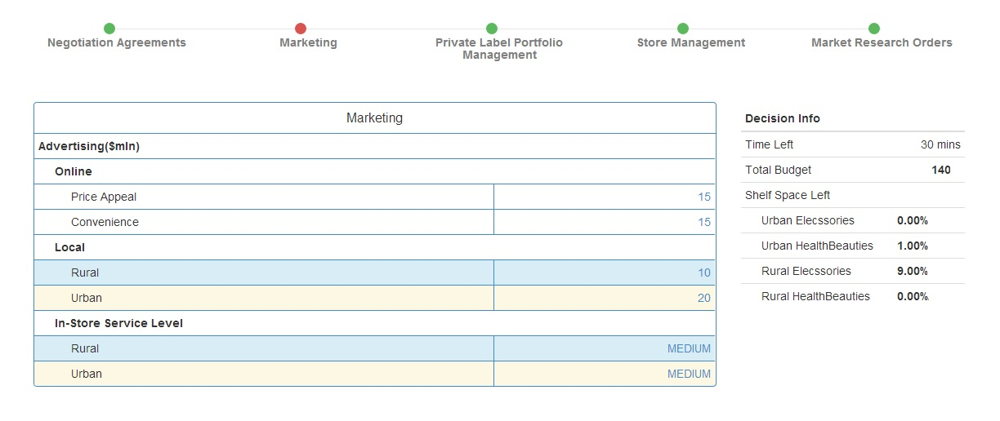 Negotiation Agreements
Marketing
Private Label Portfolio
Management
Store Management
Market Research Orders
Marketing
Advertising($mln)
Online
Price Appeal 15
Convenience 15
Local
Rural 10
Urban 20
In-Store Service Level
Rural MEDIUM
Urban MEDIUM
Decision Info
Time Left 30 mins
Total Budget 140
Shelf Space Left
Urban Elecssories 0.00%
Urban HealthBeauties 1.00%
Rural Elecssories 9.00%
Rural HealthBeauties 0.00%